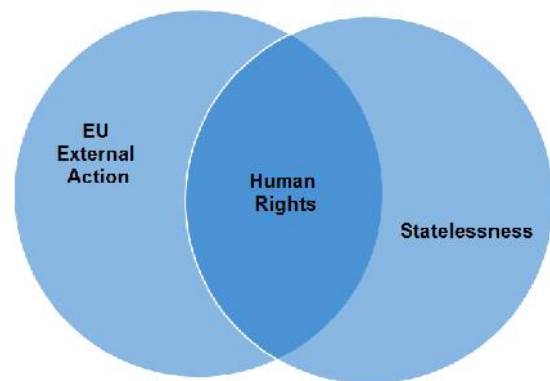 EU
External
Action
Human
Rights
Statelessness